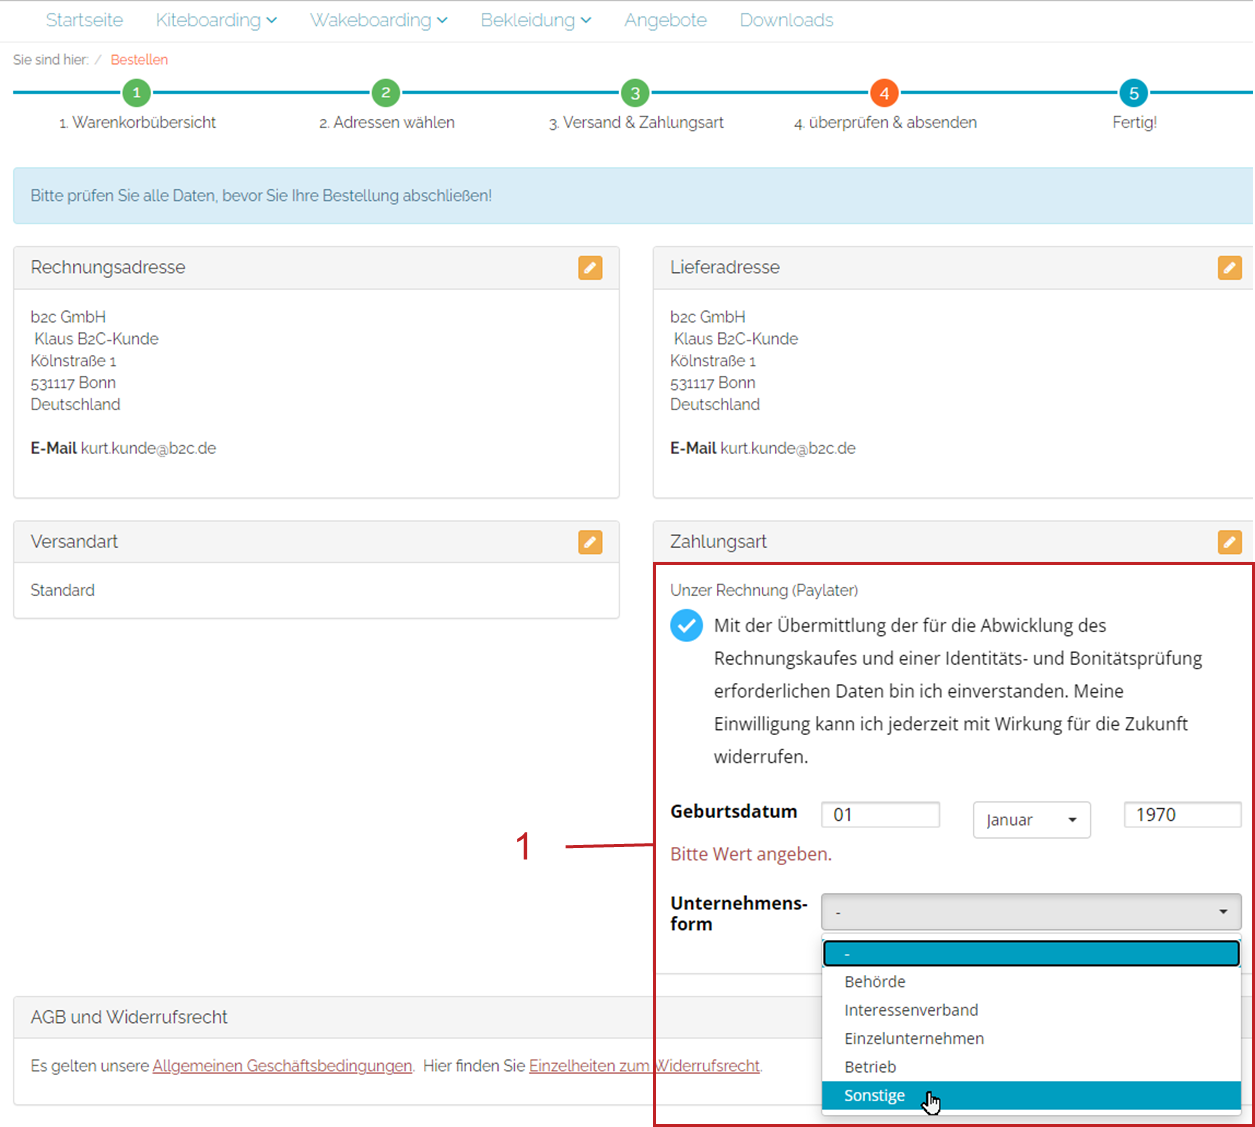 Startseite Kiteboarding Wakeboarding Bekleidung Angebote Downloads
Sie sind hier: / Bestellen
1 2 3 4 5
1. Warenkorbübersicht 2. Adressen wählen 3. Versand & Zahlungsart 4. überprüfen & absenden Fertig!
Bitte prüfen Sie alle Daten, bevor Sie Ihre Bestellung abschließen!
Rechnungsadresse
b2c GmbH
Klaus B2C-Kunde
Kölnstraße 1
531117 Bonn
Deutschland
E-Mail kurt.kunde@b2c.de
Lieferadresse
b2c GmbH
Klaus B2C-Kunde
Kölnstraße 1
531117 Bonn
Deutschland
E-Mail kurt.kunde@b2c.de
Versandart
Standard
Zahlungsart
Unzer Rechnung (Paylater)
Mit der Übermittlung der für die Abwicklung des
Rechnungskaufes und einer Identitäts- und Bonitätsprüfung
erforderlichen Daten bin ich einverstanden. Meine
Einwilligung kann ich jederzeit mit Wirkung für die Zukunft
widerrufen.
Geburtsdatum 01 Januar 1970
1
Bitte Wert angeben.
Unternehmens-
form
-
-
Behörde
Interessenverband
Einzelunternehmen
Betrieb
Sonstige
AGB und Widerrufsrecht
Es gelten unsere Allgemeinen Geschäftsbedingungen. Hier finden Sie Einzelheiten zum Widerrufsrecht.